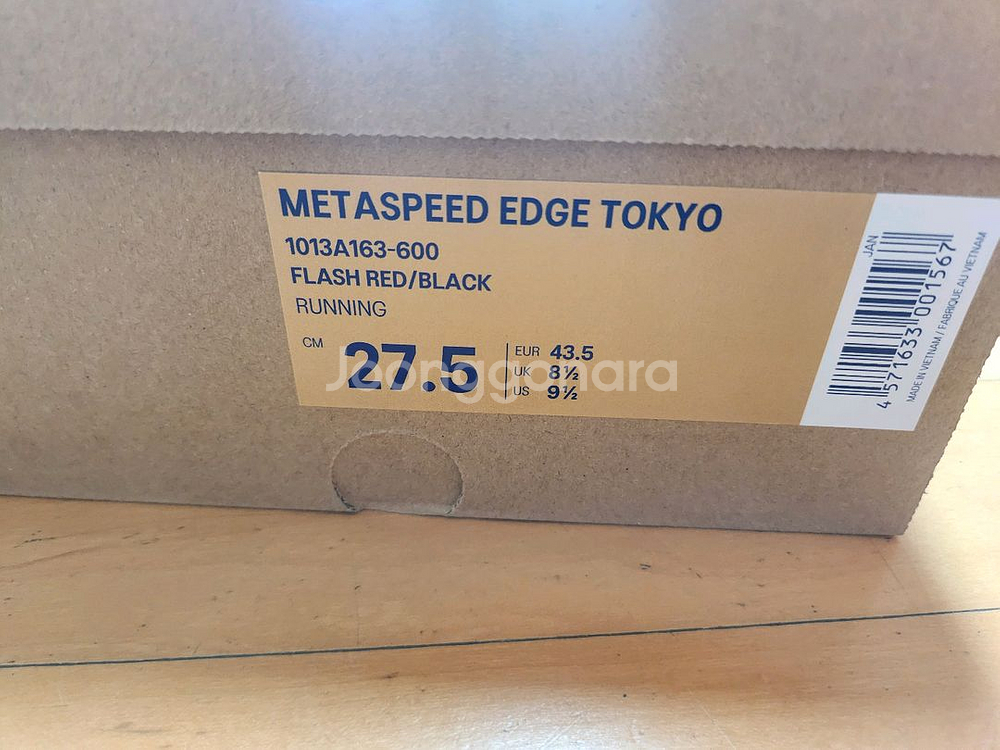 METASPEED EDGE TOKYO
1013A163-600
FLASH RED/BLACK
RUNNING
CM 27.5
EUR 43.5
UK 8½
US 9½
JAN
4 571633 001567
MADE IN VIETNAM / FABRIQUE AU VIETNAM
Joonggonara